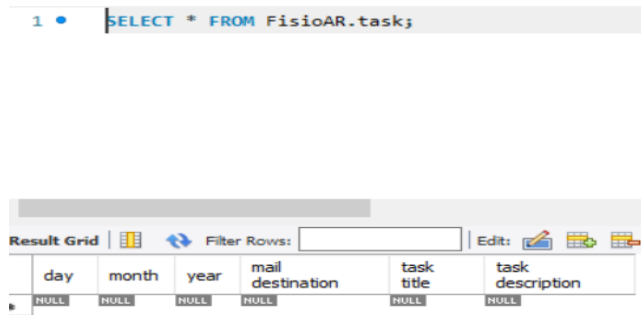 1 SELECT * FROM FisioAR.task;
Result Grid Filter Rows: Edit:
day month year mail destination task title task description
NULL NULL NULL NULL NULL NULL